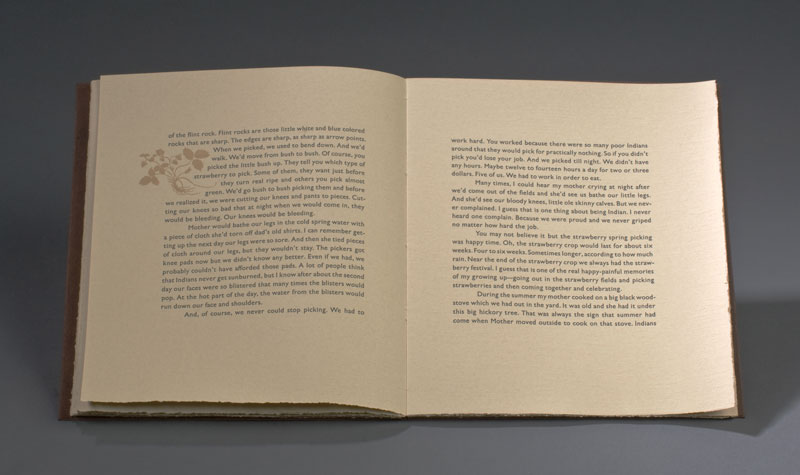 of the flint rock. Flint rocks are those little white and blue colored
rocks that are sharp. The edges are sharp, as sharp as arrow points.
When we picked, we used to bend down. And we'd
walk. We'd move from bush to bush. Of course, you
picked the little bush up. They tell you which type of
strawberry to pick. Some of them, they want just before
they turn real ripe and others you pick almost
green. We'd go bush to bush picking them and before
we realized it, we were cutting our knees and pants to pieces. Cut-
ting our knees so bad that at night when we would come in, they
would be bleeding. Our knees would be bleeding.
Mother would bathe our legs in the cold spring water with
a piece of cloth she'd torn off dad's old shirts. I can remember get-
ting up the next day our legs were so sore. And then she tied pieces
of cloth around our legs, but they wouldn't stay. The pickers got
knee pads now but we didn't know any better. Even if we had, we
probably couldn't have afforded those pads. A lot of people think
that Indians never get sunburned, but I know after about the second
day our faces were so blistered that many times the blisters would
pop. At the hot part of the day, the water from the blisters would
run down our face and shoulders.
And, of course, we never could stop picking. We had to
work hard. You worked because there were so many poor Indians
around that they would pick for practically nothing. So if you didn't
pick you'd lose your job. And we picked till night. We didn't have
any hours. Maybe twelve to fourteen hours a day for two or three
dollars. Five of us. We had to work in order to eat.
Many times, I could hear my mother crying at night after
we'd come out of the fields and she'd see us bathe our little legs.
And she'd see our bloody knees, little ole skinny calves. But we nev-
er complained. I guess that is one thing about being Indian. I never
heard one complain. Because we were proud and we never griped
no matter how hard the job.
You may not believe it but the strawberry spring picking
was happy time. Oh, the strawberry crop would last for about six
weeks. Four to six weeks. Sometimes longer, according to how much
rain. Near the end of the strawberry crop we always had the straw-
berry festival. I guess that is one of the real happy-painful memories
of my growing up—going out in the strawberry fields and picking
strawberries and then coming together and celebrating.
During the summer my mother cooked on a big black wood-
stove which we had out in the yard. It was old and she had it under
this big hickory tree. That was always the sign that summer had
come when Mother moved outside to cook on that stove. Indians